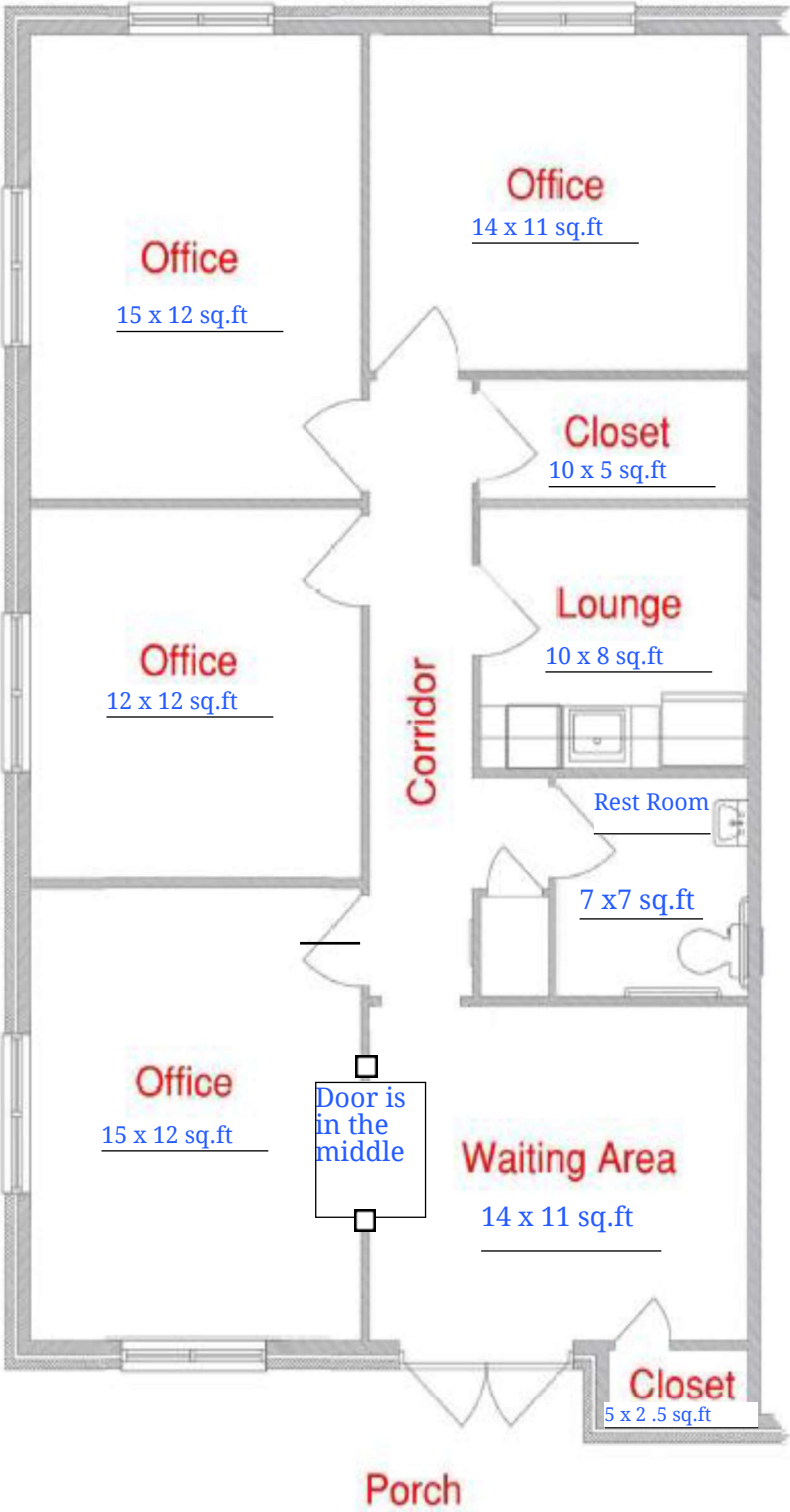 Office
14 x 11 sq.ft
Office
15 x 12 sq.ft
Closet
10 x 5 sq.ft
Lounge
10 x 8 sq.ft
Office
12 x 12 sq.ft
Corridor
Rest Room
7 x7 sq.ft
Office
15 x 12 sq.ft
Door is
in the
middle
Waiting Area
14 x 11 sq.ft
Closet
5 x 2 .5 sq.ft
Porch